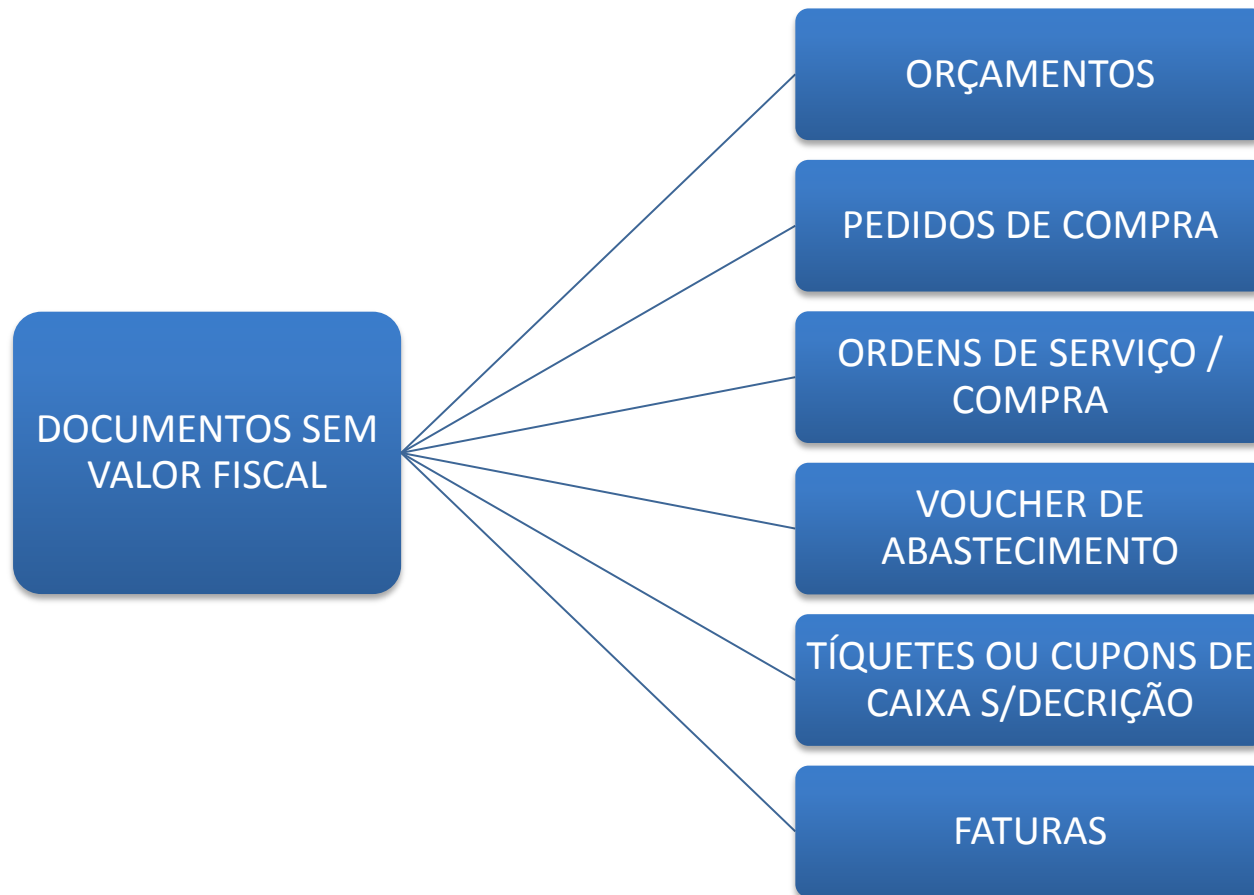 DOCUMENTOS SEM
VALOR FISCAL
ORÇAMENTOS
PEDIDOS DE COMPRA
ORDENS DE SERVIÇO /
COMPRA
VOUCHER DE
ABASTECIMENTO
TÍQUETES OU CUPONS DE
CAIXA S/DECRIÇÃO
FATURAS